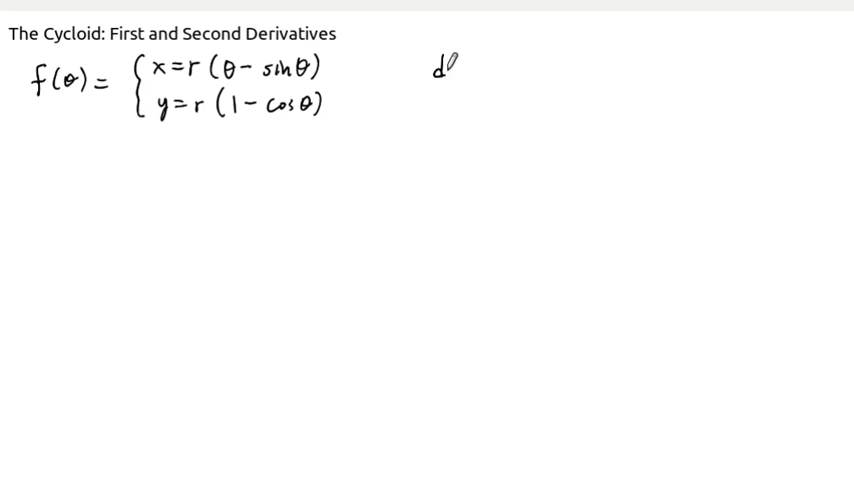 The Cycloid: First and Second Derivatives
f(θ) = { x = r (θ - sin θ)
y = r (1 - cos θ)
d